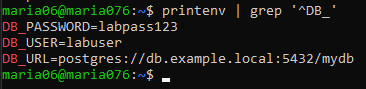 maria06@maria076:~$ printenv | grep '^DB_'
DB_PASSWORD=labpass123
DB_USER=labuser
DB_URL=postgres://db.example.local:5432/mydb
maria06@maria076:~$